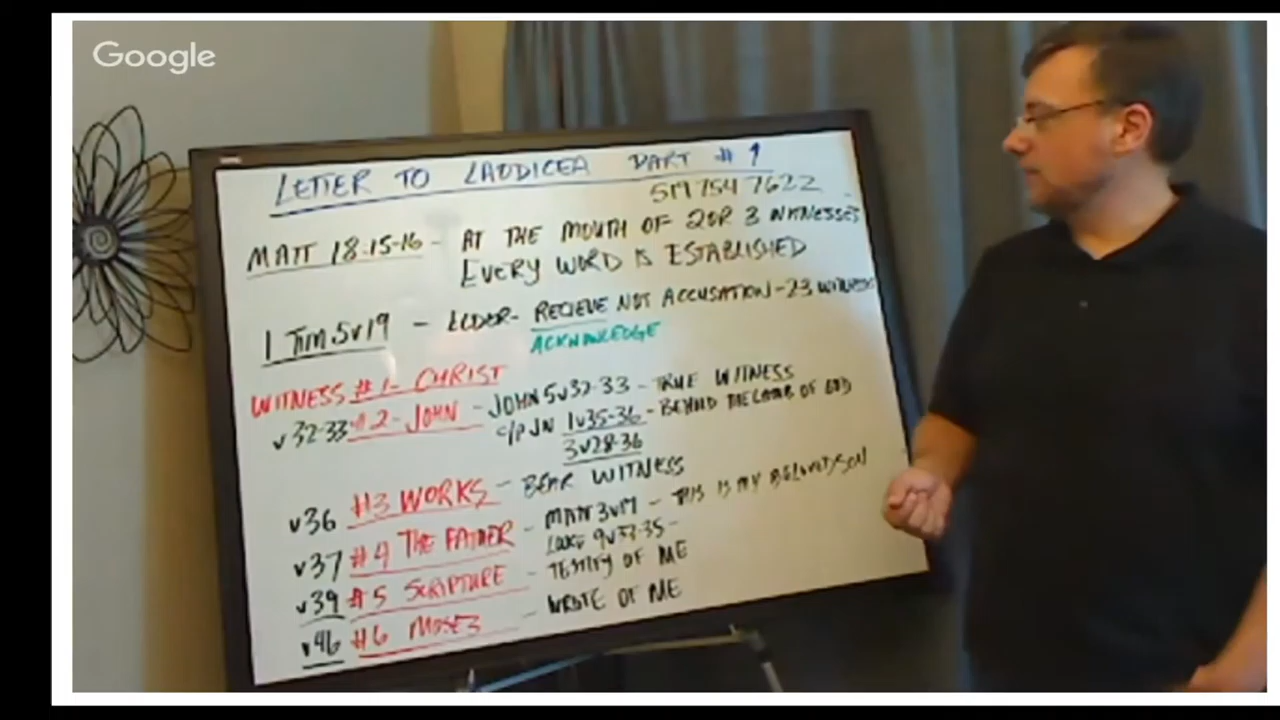 Google
LETTER TO LAODICEA PART # 9
519 754 7622
MATT 18:15-16 - AT THE MOUTH OF 2 OR 3 WITNESSES
EVERY WORD IS ESTABLISHED
1 TIM 5V19 - ELDER- RECIEVE NOT ACCUSATION - 23 WITNESS
ACKNOWLEDGE
WITNESS #1- CHRIST
V32-33 #2- JOHN - JOHN 5V32-33 - TRUE WITNESS
C/P JN 1V35-36 - BEHOLD THE LAMB OF GOD
3V28-36
V36 #3 WORKS - BEAR WITNESS
V37 #4 THE FATHER - MATT 3V17 - THIS IS MY BELOVED SON
LUKE 9V33-35 -
V39 #5 SCRIPTURE - TESTIFY OF ME
V46 #6 MOSES - WROTE OF ME